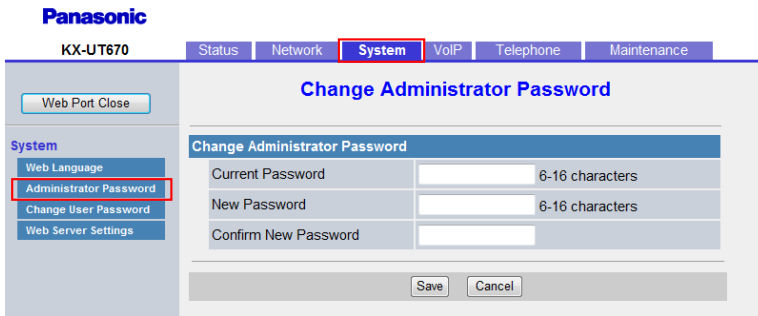 Panasonic
KX-UT670
Status Network System VoIP Telephone Maintenance
Web Port Close
Change Administrator Password
System
Web Language
Administrator Password
Change User Password
Web Server Settings
Change Administrator Password
Current Password 6-16 characters
New Password 6-16 characters
Confirm New Password
Save Cancel